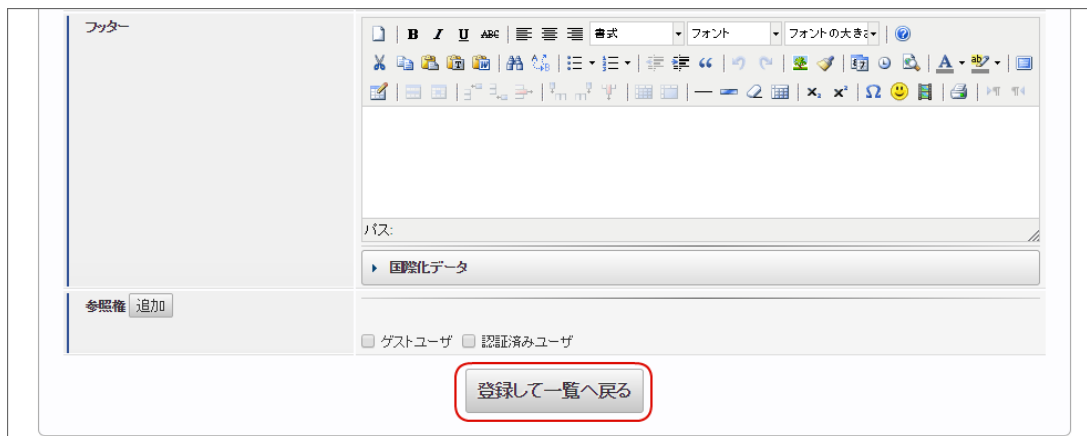 フッター
B I U ABC 書式 フォント フォントの大きさ
パス:
国際化データ
参照権 追加
ゲストユーザ 認証済みユーザ
登録して一覧へ戻る